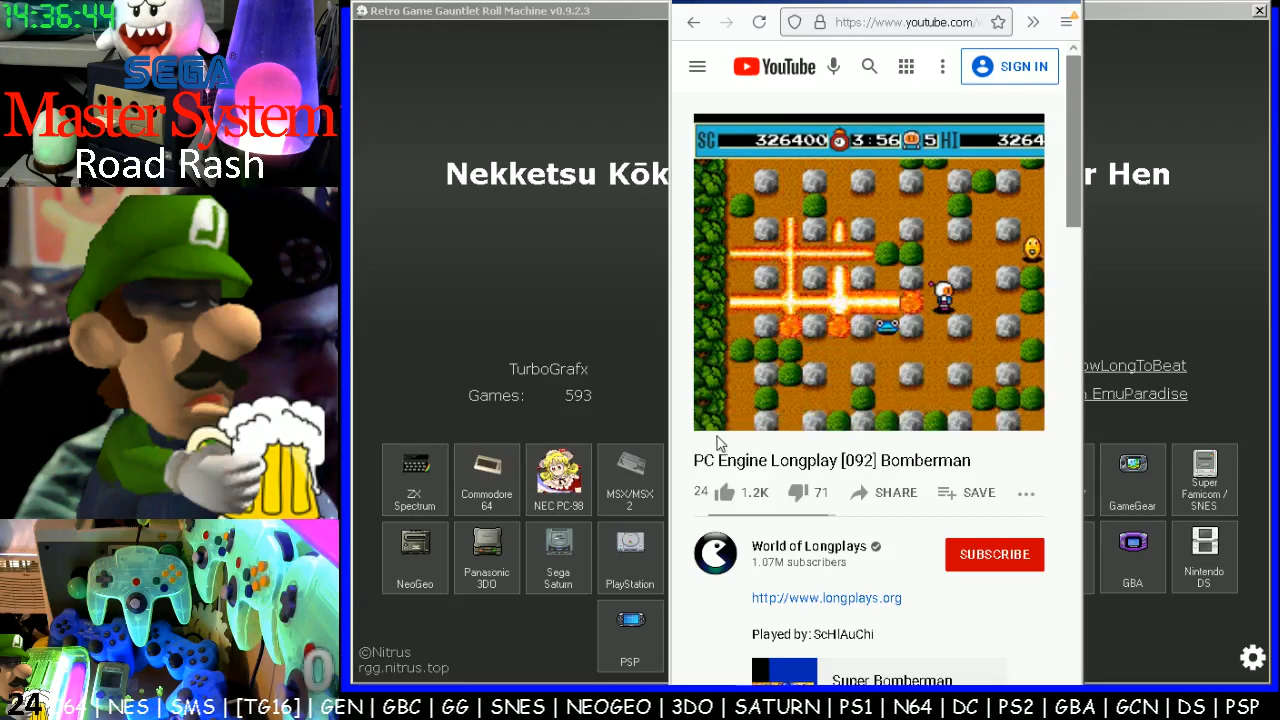 14:36:44
SEGA
Master System
Road Rash
24
Retro Game Gauntlet Roll Machine v0.9.2.3
Nekketsu Kōk
r Hen
TurboGrafx
Games: 593
owLongToBeat
EmuParadise
ZX Spectrum
Commodore 64
NEC PC-98
MSX/MSX 2
GameGear
Super Famicom / SNES
NeoGeo
Panasonic 3DO
Sega Saturn
PlayStation
GBA
Nintendo DS
PSP
©Nitrus
rgg.nitrus.top
https://www.youtube.com/
YouTube
SIGN IN
SC 326400 3:56 5 HI 3264
PC Engine Longplay [092] Bomberman
24 1.2K 71 SHARE SAVE
World of Longplays
1.07M subscribers
SUBSCRIBE
http://www.longplays.org
Played by: ScHlAuChi
Super Bomberman
64 | NES | SMS | [TG16] | GEN | GBC | GG | SNES | NEOGEO | 3DO | SATURN | PS1 | N64 | DC | PS2 | GBA | GCN | DS | PSP